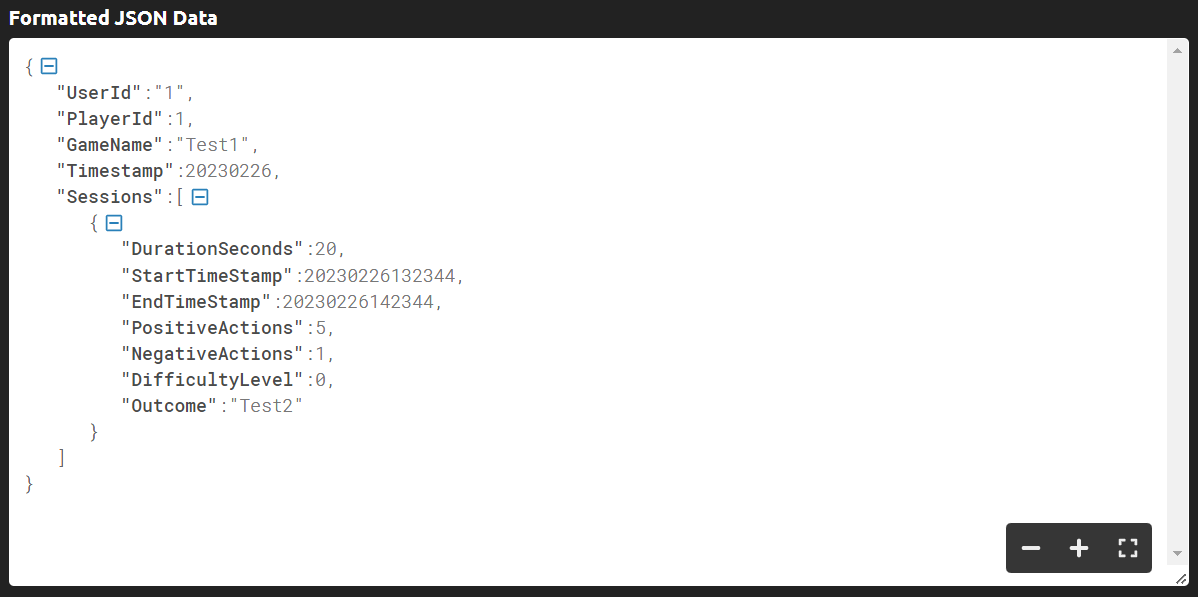 Formatted JSON Data
{
"UserId":"1",
"PlayerId":1,
"GameName":"Test1",
"Timestamp":20230226,
"Sessions":[
{
"DurationSeconds":20,
"StartTimeStamp":20230226132344,
"EndTimeStamp":20230226142344,
"PositiveActions":5,
"NegativeActions":1,
"DifficultyLevel":0,
"Outcome":"Test2"
}
]
}